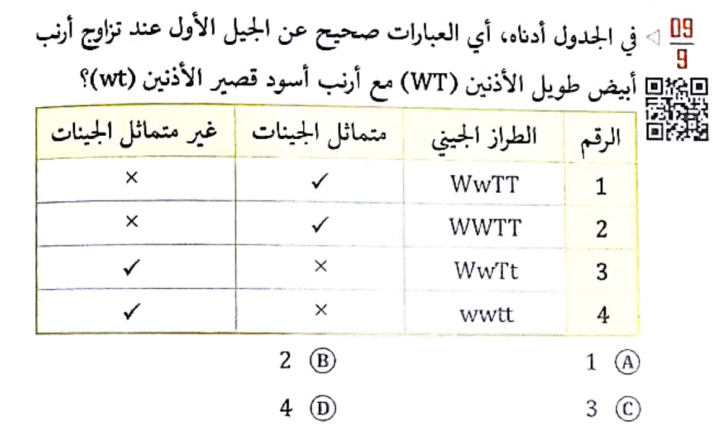 09
9
في الجدول أدناه، أي العبارات صحيح عن الجيل الأول عند تزاوج أرنب
أبيض طويل الأذنين (WT) مع أرنب أسود قصير الأذنين (wt)؟
الرقم الطراز الجيني متماثل الجينات غير متماثل الجينات
1 WwTT ✓ ×
2 WWTT ✓ ×
3 WwTt × ✓
4 wwtt × ✓
1 Ⓐ 2 Ⓑ
3 Ⓒ 4 Ⓓ